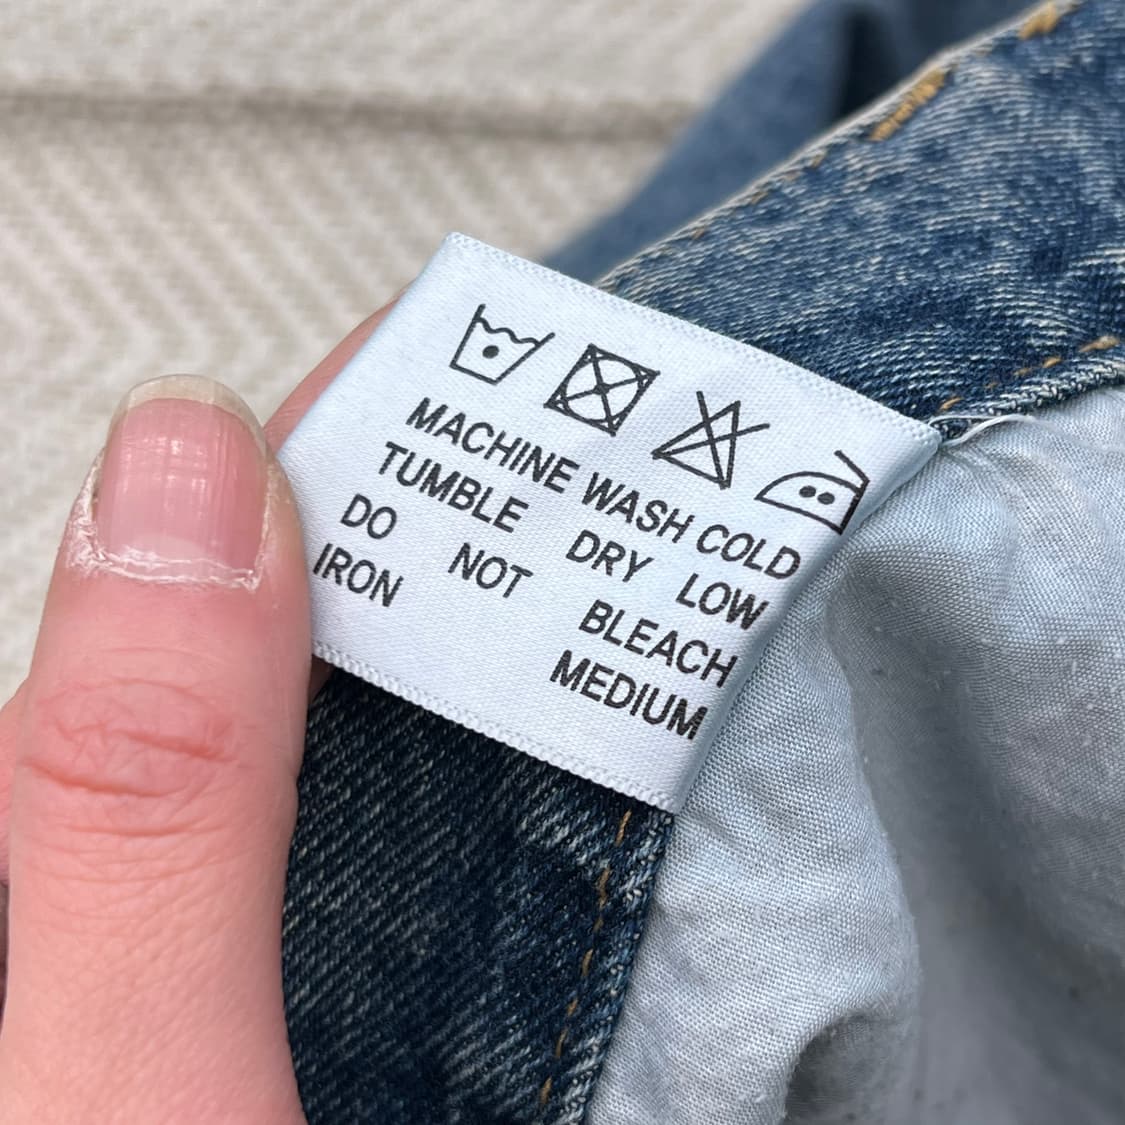 MACHINE WASH COLD
TUMBLE DRY LOW
DO NOT BLEACH
IRON MEDIUM